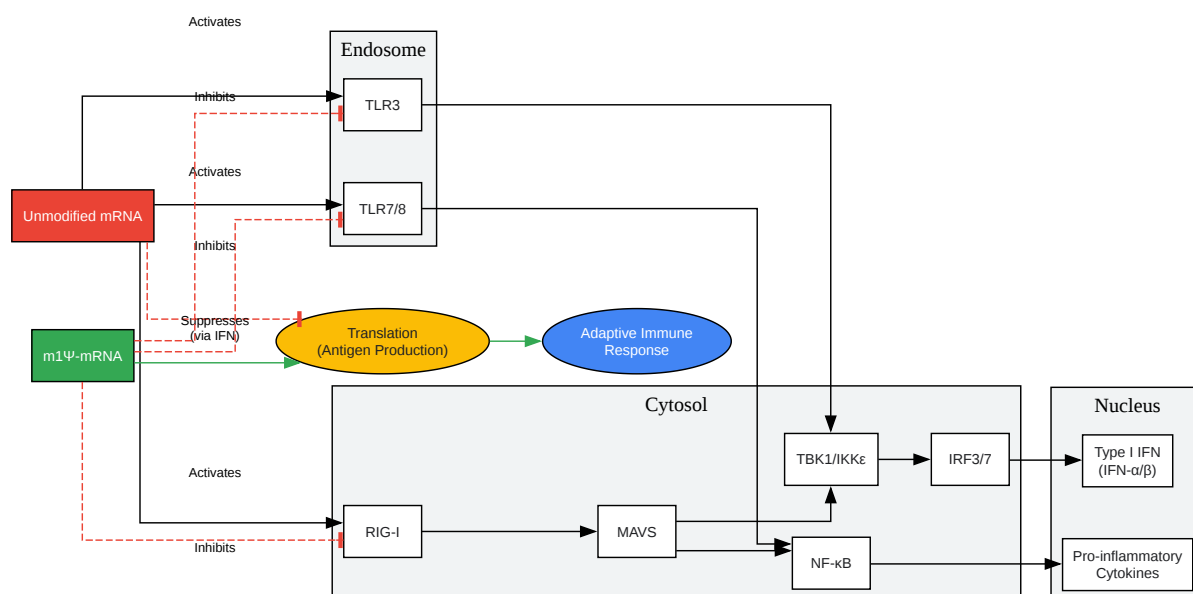 Activates
Endosome
TLR3
Inhibits
Activates
TLR7/8
Unmodified mRNA
Inhibits
Suppresses
(via IFN)
Translation
(Antigen Production)
Adaptive Immune
Response
m1Ψ-mRNA
Cytosol
Nucleus
TBK1/IKKε
IRF3/7
Type I IFN
(IFN-α/β)
Activates
RIG-I
MAVS
Inhibits
NF-κB
Pro-inflammatory
Cytokines